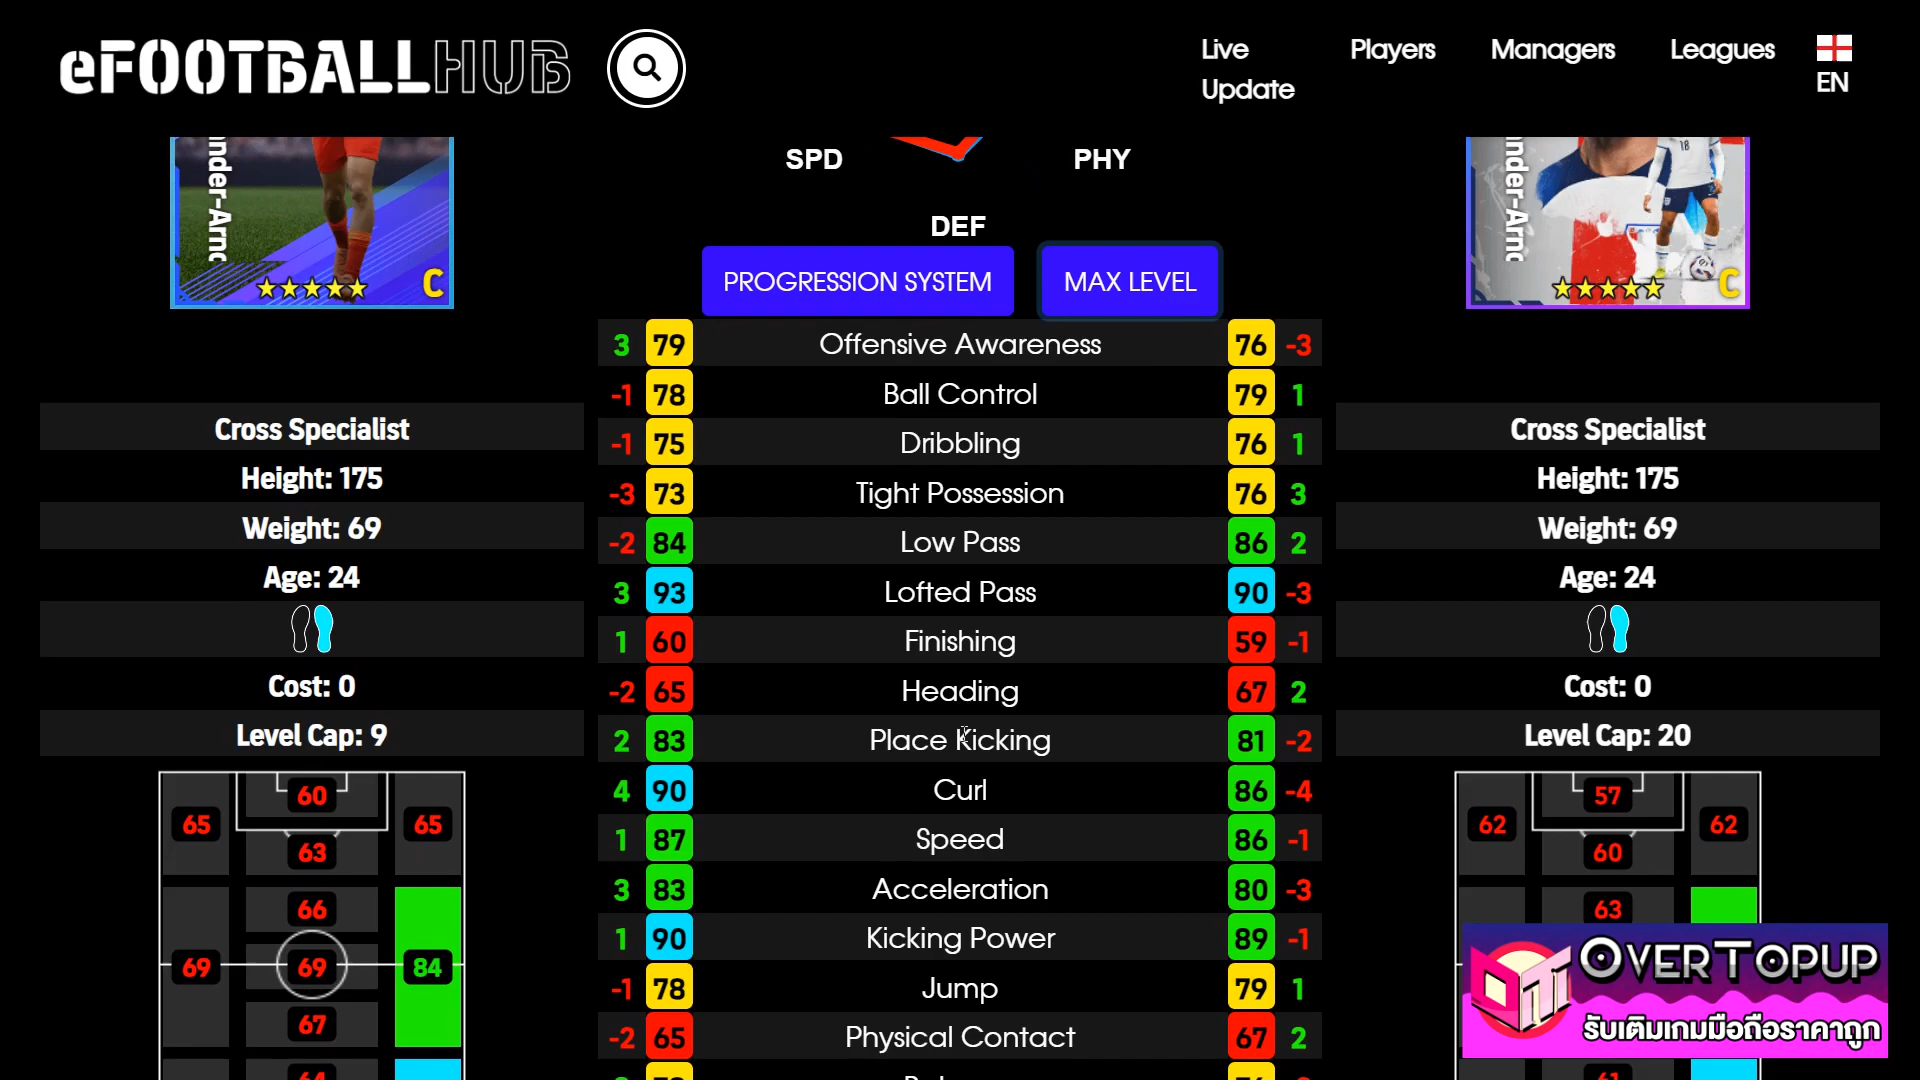 eFOOTBALLHUB
Live Update
Players
Managers
Leagues
EN
nder-Arno
C
SPD
PHY
DEF
nder-Arno
18
C
PROGRESSION SYSTEM
MAX LEVEL
3 79 Offensive Awareness 76 -3
-1 78 Ball Control 79 1
-1 75 Dribbling 76 1
-3 73 Tight Possession 76 3
-2 84 Low Pass 86 2
3 93 Lofted Pass 90 -3
1 60 Finishing 59 -1
-2 65 Heading 67 2
2 83 Place Kicking 81 -2
4 90 Curl 86 -4
1 87 Speed 86 -1
3 83 Acceleration 80 -3
1 90 Kicking Power 89 -1
-1 78 Jump 79 1
-2 65 Physical Contact 67 2
Cross Specialist
Height: 175
Weight: 69
Age: 24
Cost: 0
Level Cap: 9
60
65
65
63
66
69
69
84
67
Cross Specialist
Height: 175
Weight: 69
Age: 24
Cost: 0
Level Cap: 20
57
62
62
60
63
OVERTOPUP
รับเติมเกมมือถือราคาถูก